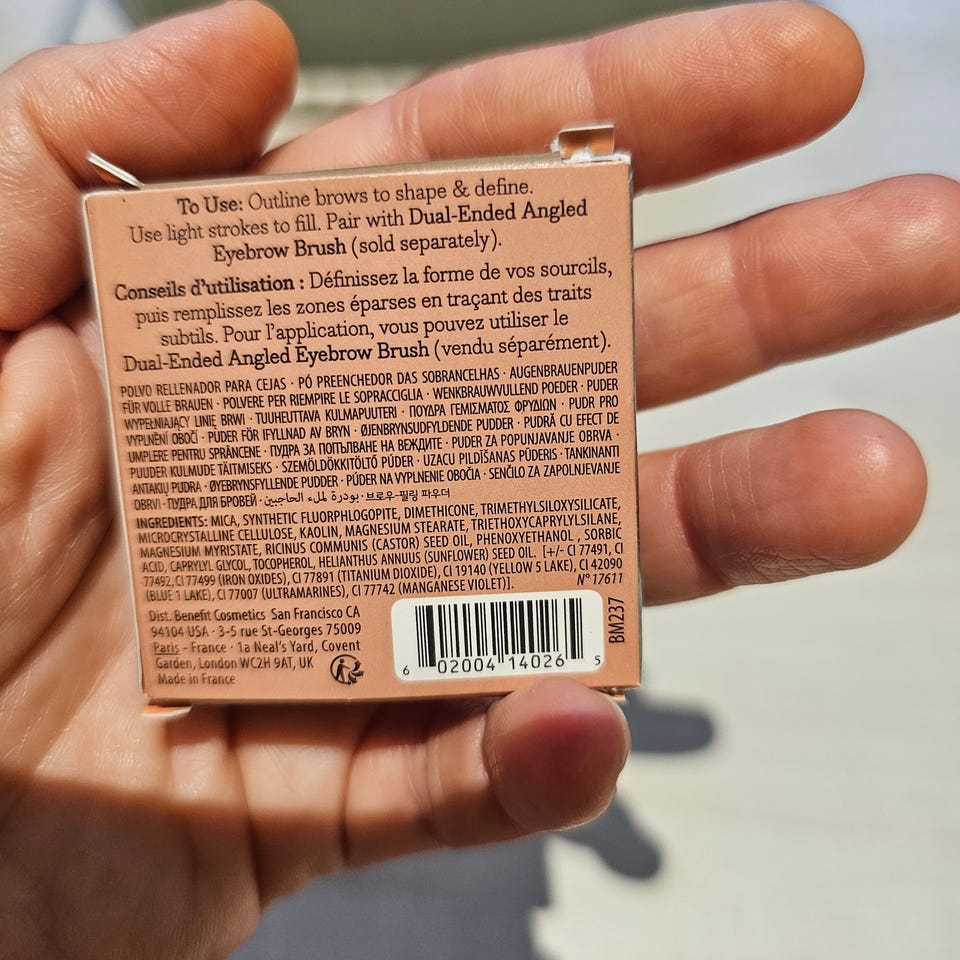 To Use: Outline brows to shape & define.
Use light strokes to fill. Pair with Dual-Ended Angled
Eyebrow Brush (sold separately).
Conseils d'utilisation : Définissez la forme de vos sourcils,
puis remplissez les zones éparses en traçant des traits
subtils. Pour l'application, vous pouvez utiliser le
Dual-Ended Angled Eyebrow Brush (vendu séparément).
POLVO RELLENADOR PARA CEJAS · PÓ PREENCHEDOR DAS SOBRANCELHAS · AUGENBRAUENPUDER
FÜR VOLLE BRAUEN · POLVERE PER RIEMPIRE LE SOPRACCIGLIA · WENKBRAUWVULLEND POEDER · PUDER
WYPEŁNIAJĄCY LINIĘ BRWI · TUUHEUTTAVA KULMAPUUTERI · ΠΟΥΔΡΑ ΓΕΜΙΣΜΑΤΟΣ ΦΡΥΔΙΩΝ · PUDR PRO
VYPLNĚNÍ OBOČÍ · PUDER FÖR IFYLLNAD AV BRYN · ØJENBRYNSUDFYLDENDE PUDDER · PUDRĂ CU EFECT DE
UMPLERE PENTRU SPRÂNCENE · ПУДРА ЗА ПОПЪЛВАНЕ НА ВЕЖДИТЕ · PUDER ZA POPUNJAVANJE OBRVA ·
PUUDER KULMUDE TÄITMISEKS · SZEMÖLDÖKKITÖLTŐ PÚDER · UZACU PILDĪŠANAS PŪDERIS · TANKINANTI
ANTAKIŲ PUDRA · ØYEBRYNSFYLLENDE PUDDER · PÚDER NA VYPLNENIE OBOČIA · SENČILO ZA ZAPOLNJEVANJE
OBRVI · ПУДРА ДЛЯ БРОВЕЙ · بودرة لملء الحاجبين · 브로우-필링 파우더
INGREDIENTS: MICA, SYNTHETIC FLUORPHLOGOPITE, DIMETHICONE, TRIMETHYLSILOXYSILICATE,
MICROCRYSTALLINE CELLULOSE, KAOLIN, MAGNESIUM STEARATE, TRIETHOXYCAPRYLYLSILANE,
MAGNESIUM MYRISTATE, RICINUS COMMUNIS (CASTOR) SEED OIL, PHENOXYETHANOL , SORBIC
ACID, CAPRYLYL GLYCOL, TOCOPHEROL, HELIANTHUS ANNUUS (SUNFLOWER) SEED OIL. [+/- CI 77491, CI
77492, CI 77499 (IRON OXIDES), CI 77891 (TITANIUM DIOXIDE), CI 19140 (YELLOW 5 LAKE), CI 42090
(BLUE 1 LAKE), CI 77007 (ULTRAMARINES), CI 77742 (MANGANESE VIOLET)]. N° 17611
Dist. Benefit Cosmetics San Francisco CA
94104 USA · 3-5 rue St-Georges 75009
Paris - France · 1a Neal's Yard, Covent
Garden, London WC2H 9AT, UK
Made in France
6 02004 14026 5
BM237